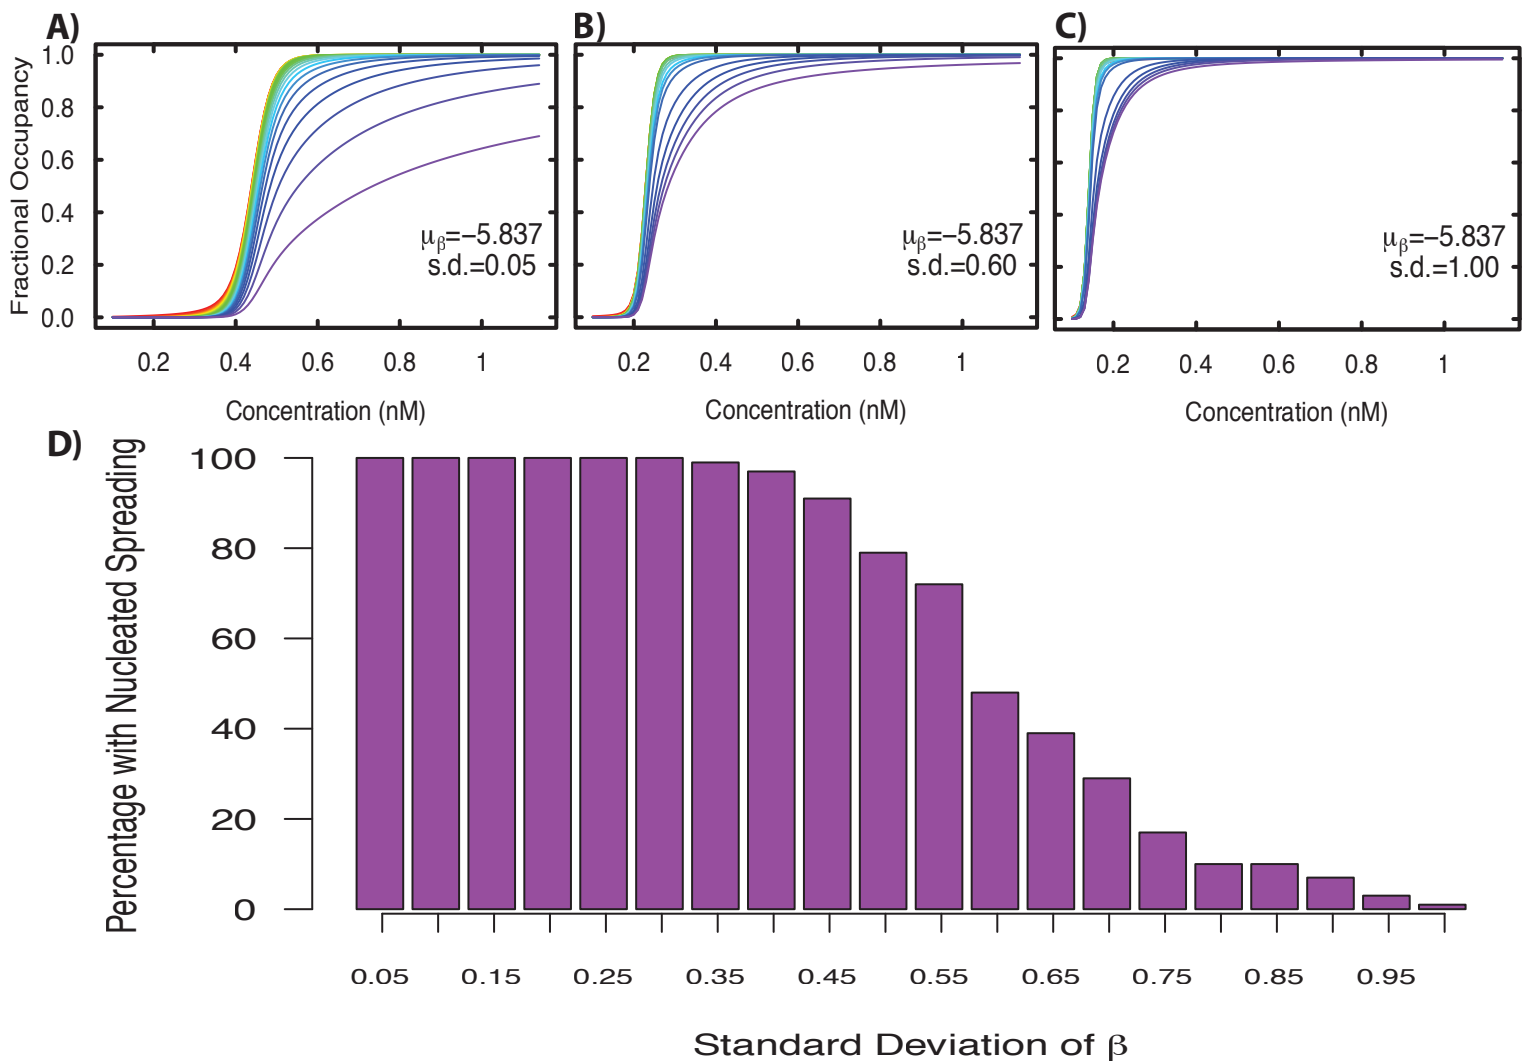 A)
B)
C)
Fractional Occupancy
1.0
0.8
0.6
0.4
0.2
0.0
μβ=−5.837
s.d.=0.05
μβ=−5.837
s.d.=0.60
μβ=−5.837
s.d.=1.00
0.2 0.4 0.6 0.8 1
0.2 0.4 0.6 0.8 1
0.2 0.4 0.6 0.8 1
Concentration (nM)
Concentration (nM)
Concentration (nM)
D)
Percentage with Nucleated Spreading
100
80
60
40
20
0
0.05 0.15 0.25 0.35 0.45 0.55 0.65 0.75 0.85 0.95
Standard Deviation of β